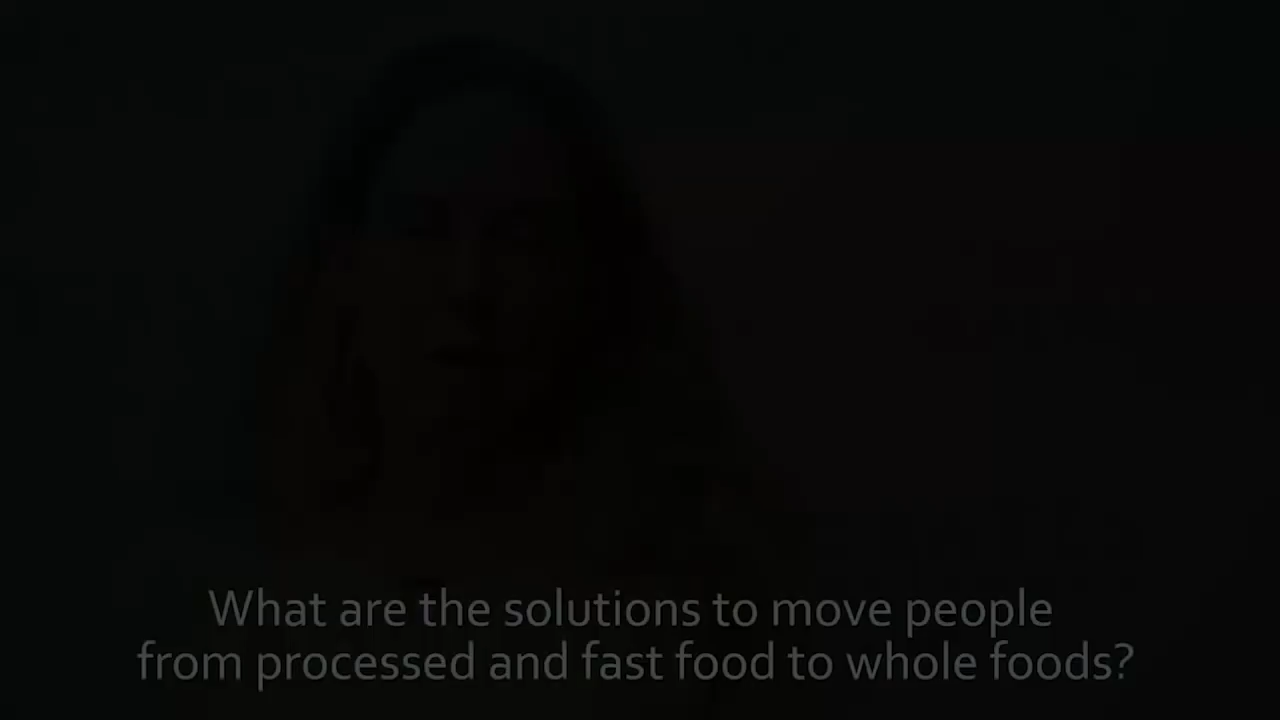 What are the solutions to move people
from processed and fast food to whole foods?